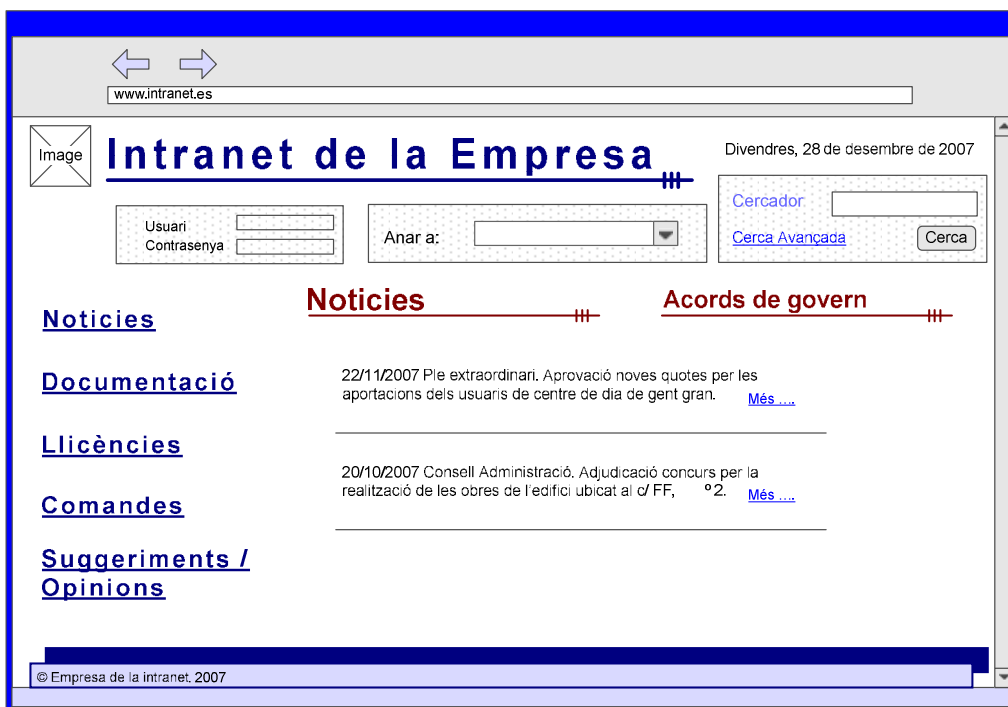 www.intranet.es
Image
Intranet de la Empresa
Divendres, 28 de desembre de 2007
Usuari
Contrasenya
Anar a:
Cercador
Cerca Avançada
Cerca
Noticies
Documentació
Llicències
Comandes
Suggeriments /
Opinions
Noticies
Acords de govern
22/11/2007 Ple extraordinari. Aprovació noves quotes per les
aportacions dels usuaris de centre de dia de gent gran.
Més ....
20/10/2007 Consell Administració. Adjudicació concurs per la
realització de les obres de l'edifici ubicat al c/ FF, º 2.
Més ....
© Empresa de la intranet, 2007